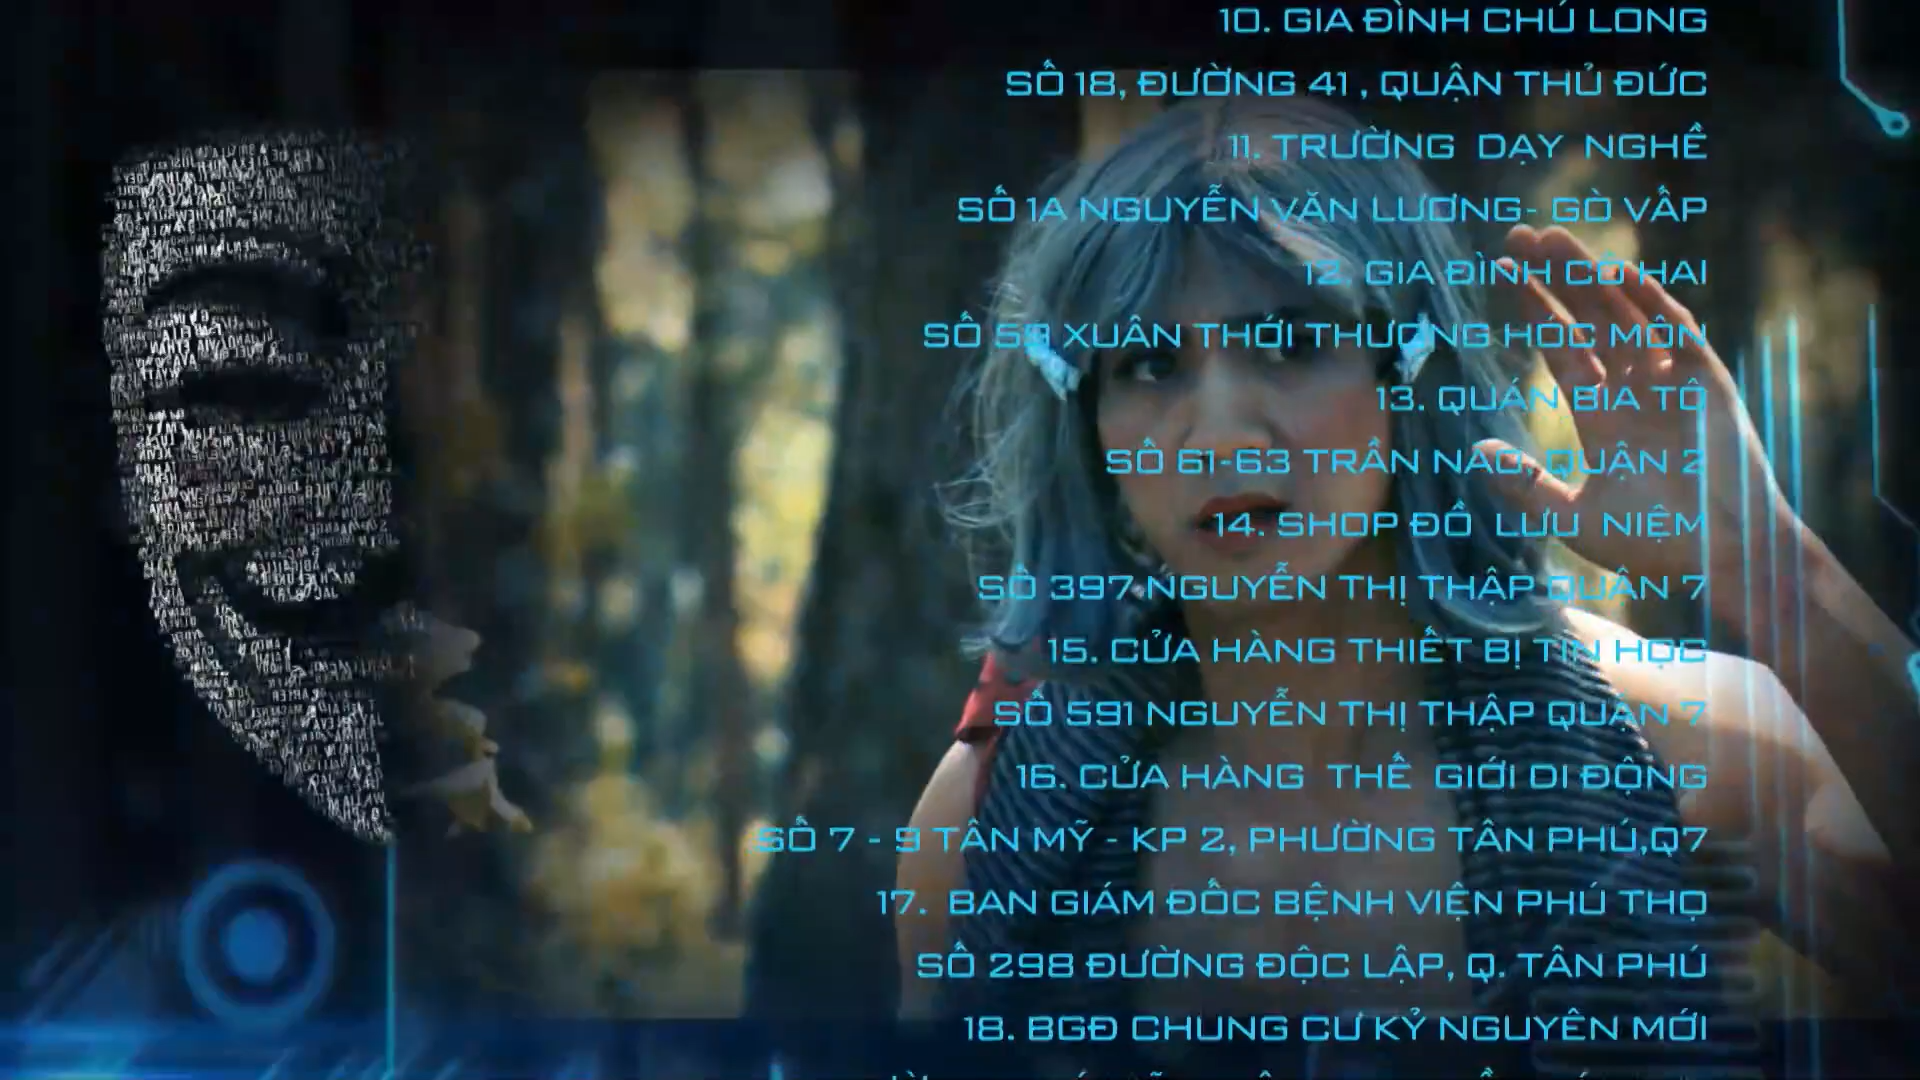 10. GIA ĐÌNH CHÚ LONG
SỐ 18, ĐƯỜNG 41 , QUẬN THỦ ĐỨC
11. TRƯỜNG DẠY NGHỀ
SỐ 1A NGUYỄN VĂN LƯƠNG- GÒ VẤP
12. GIA ĐÌNH CÔ HAI
SỐ 59 XUÂN THỚI THƯƠNG HÓC MÔN
13. QUÁN BIA TÔ
SỐ 61-63 TRẦN NÃO, QUẬN 2
14. SHOP ĐỒ LƯU NIỆM
SỐ 397 NGUYỄN THỊ THẬP QUẬN 7
15. CỬA HÀNG THIẾT BỊ TIN HỌC
SỐ 591 NGUYỄN THỊ THẬP QUẬN 7
16. CỬA HÀNG THẾ GIỚI DI ĐỘNG
SỐ 7 - 9 TÂN MỸ - KP 2, PHƯỜNG TÂN PHÚ,Q7
17. BAN GIÁM ĐỐC BỆNH VIỆN PHÚ THỌ
SỐ 298 ĐƯỜNG ĐỘC LẬP, Q. TÂN PHÚ
18. BGĐ CHUNG CƯ KỶ NGUYÊN MỚI